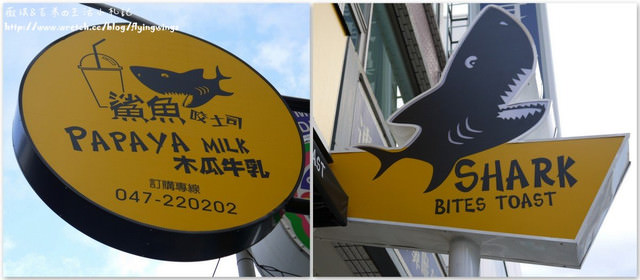 http://www.wretch.cc/blog/flyingwings
鯊魚咬土司
PAPAYA MILK
木瓜牛乳
訂購專線
047-220202
SHARK
BITES TOAST